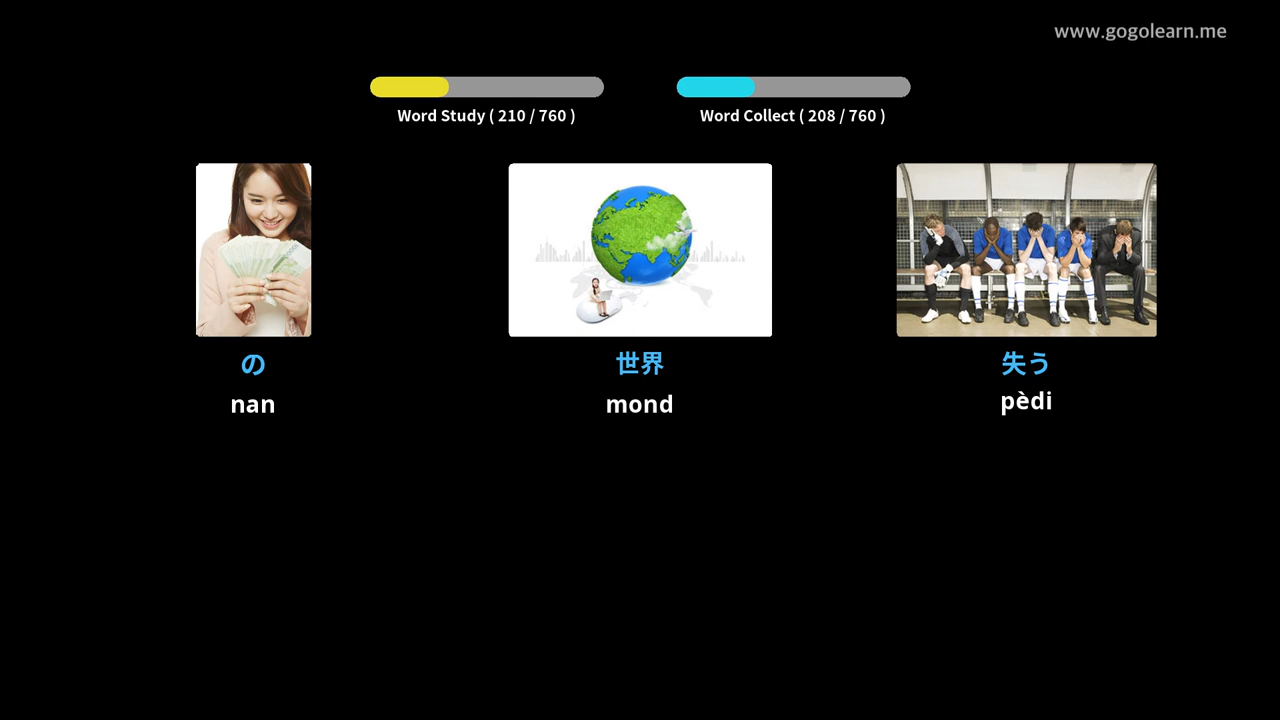 www.gogolearn.me
Word Study ( 210 / 760 )
Word Collect ( 208 / 760 )
の
nan
世界
mond
失う
pèdi